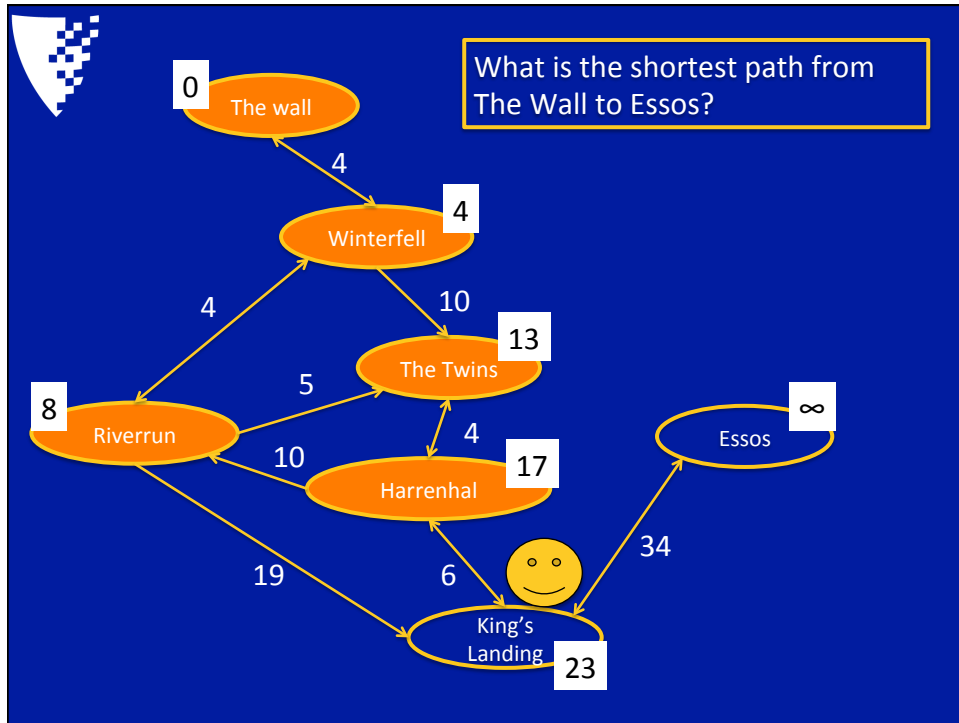 What is the shortest path from
The Wall to Essos?
0
The wall
4
4
Winterfell
4
10
13
The Twins
5
8
Riverrun
∞
Essos
4
10
17
Harrenhal
34
19
6
King's
Landing
23